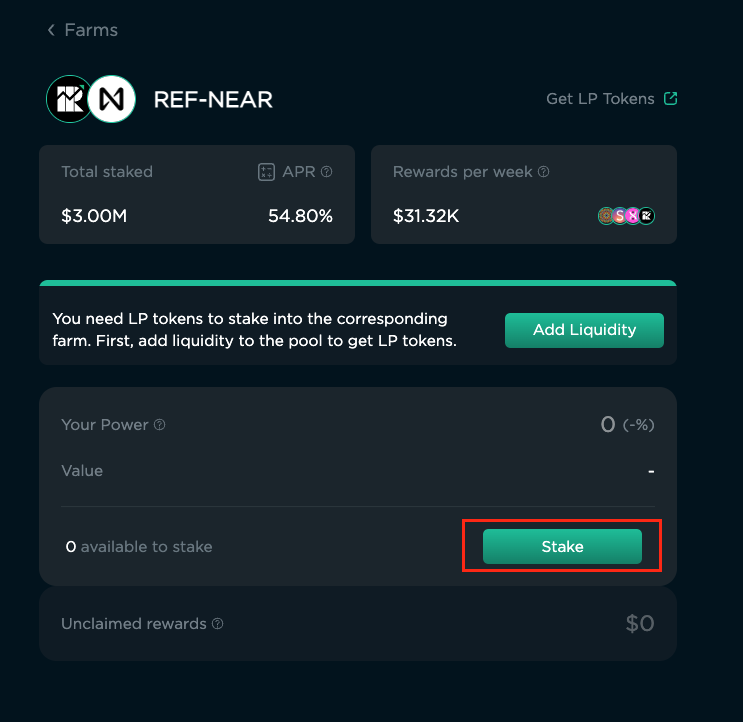 Farms
REF-NEAR
Get LP Tokens
Total staked
APR
$3.00M
54.80%
Rewards per week
$31.32K
You need LP tokens to stake into the corresponding
farm. First, add liquidity to the pool to get LP tokens.
Add Liquidity
Your Power
0 (-%)
Value
-
0 available to stake
Stake
Unclaimed rewards
$0